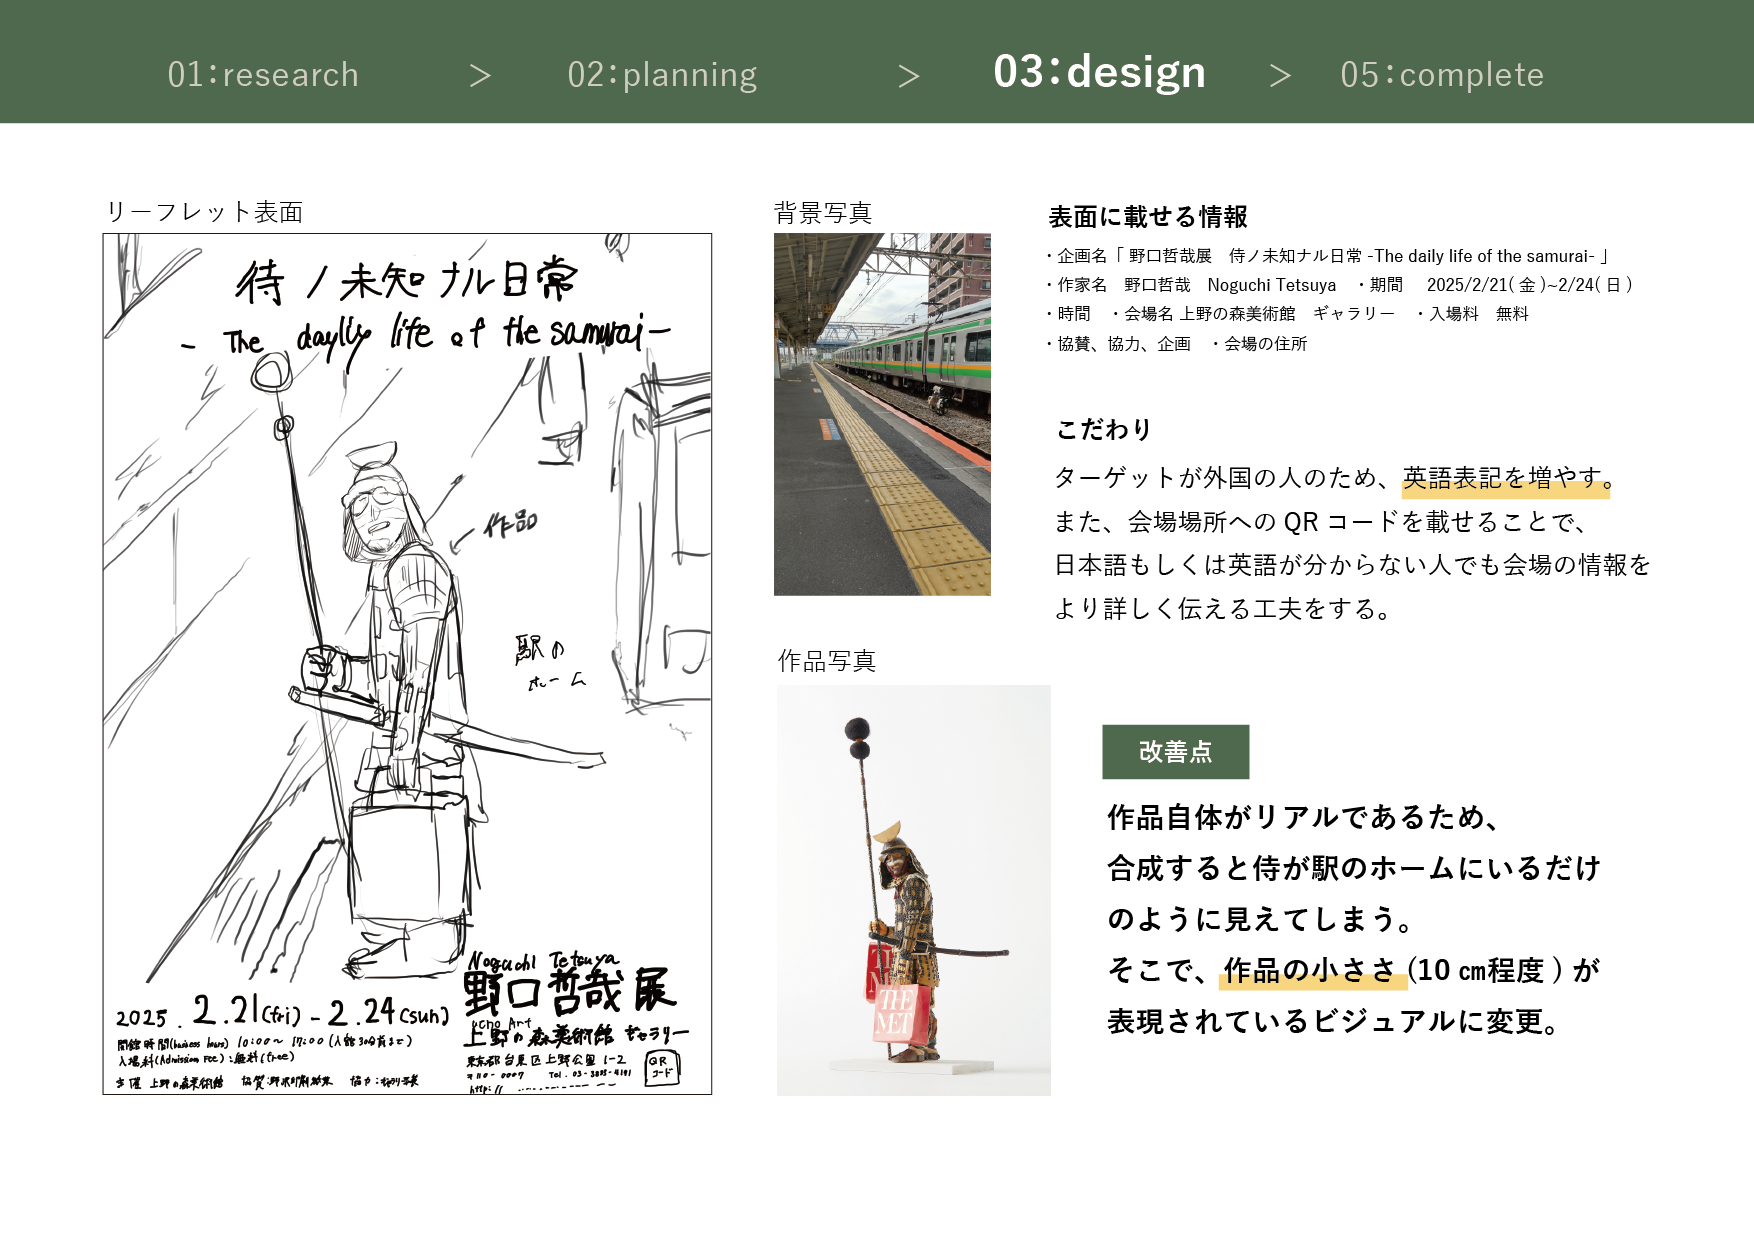 01：research > 02：planning > 03：design > 05：complete
リーフレット表面
侍ノ未知ナル日常
- The daylly life of the samurai -
作品
駅の
ホーム
Noguchi Tetsuya
野口哲哉展
ueno Art
上野の森美術館 ギャラリー
東京都台東区上野公園 1-2
〒110-0007 Tel. 03-3833-4191
http://
QR
コード
2025. 2.21(fri) - 2.24(sun)
開館時間(business hours) 10:00〜17:00(入館30分前まで)
入場料(Admission Fee):無料(free)
主催 上野の森美術館
背景写真
作品写真
THE
MET
表面に載せる情報
・企画名「 野口哲哉展　侍ノ未知ナル日常 -The daily life of the samurai- 」
・作家名　野口哲哉　Noguchi Tetsuya　・期間　2025/2/21( 金 )~2/24( 日 )
・時間　・会場名 上野の森美術館　ギャラリー　・入場料　無料
・協賛、協力、企画　・会場の住所
こだわり
ターゲットが外国の人のため、英語表記を増やす。
また、会場場所への QR コードを載せることで、
日本語もしくは英語が分からない人でも会場の情報を
より詳しく伝える工夫をする。
改善点
作品自体がリアルであるため、
合成すると侍が駅のホームにいるだけ
のように見えてしまう。
そこで、作品の小ささ (10 ㎝程度 ) が
表現されているビジュアルに変更。